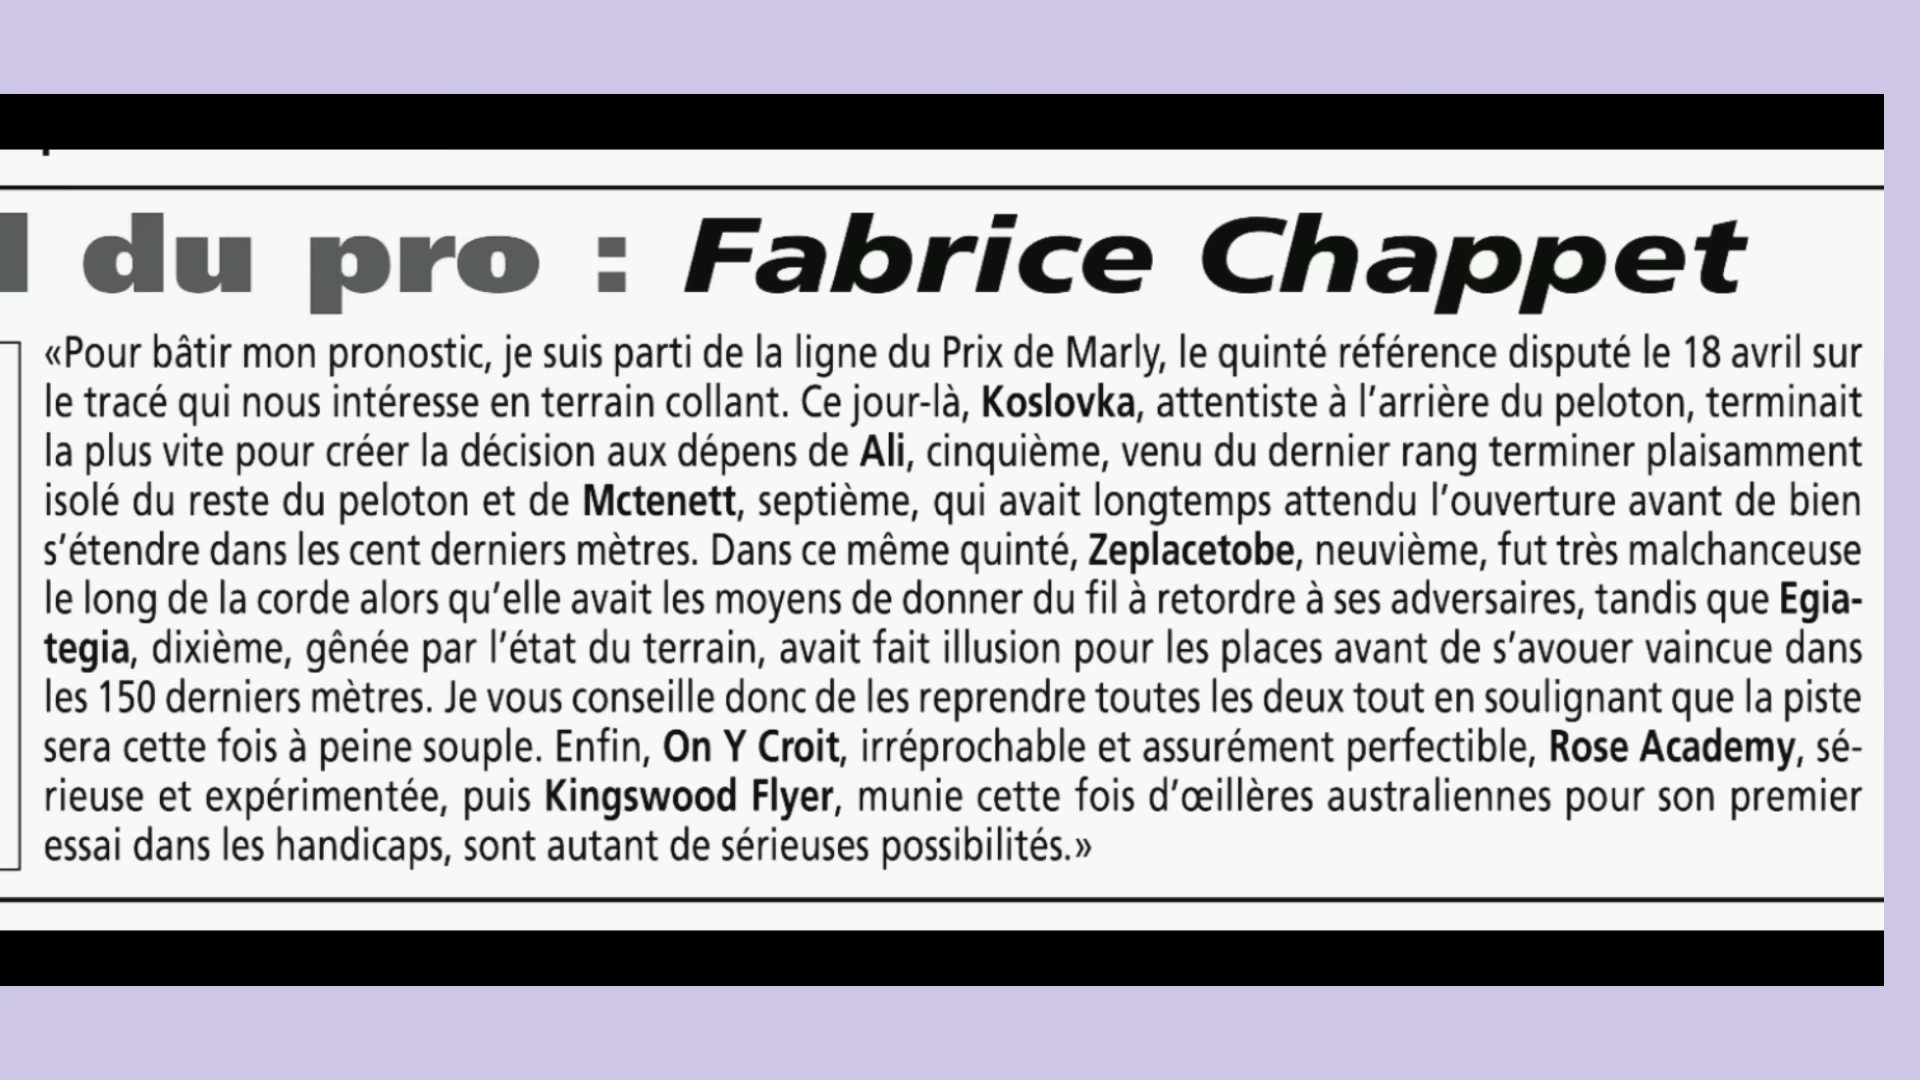 du pro : Fabrice Chappet
«Pour bâtir mon pronostic, je suis parti de la ligne du Prix de Marly, le quinté référence disputé le 18 avril sur
le tracé qui nous intéresse en terrain collant. Ce jour-là, Koslovka, attentiste à l’arrière du peloton, terminait
la plus vite pour créer la décision aux dépens de Ali, cinquième, venu du dernier rang terminer plaisamment
isolé du reste du peloton et de Mctenett, septième, qui avait longtemps attendu l’ouverture avant de bien
s’étendre dans les cent derniers mètres. Dans ce même quinté, Zeplacetobe, neuvième, fut très malchanceuse
le long de la corde alors qu’elle avait les moyens de donner du fil à retordre à ses adversaires, tandis que Egia-
tegia, dixième, gênée par l’état du terrain, avait fait illusion pour les places avant de s’avouer vaincue dans
les 150 derniers mètres. Je vous conseille donc de les reprendre toutes les deux tout en soulignant que la piste
sera cette fois à peine souple. Enfin, On Y Croit, irréprochable et assurément perfectible, Rose Academy, sé-
rieuse et expérimentée, puis Kingswood Flyer, munie cette fois d’œillères australiennes pour son premier
essai dans les handicaps, sont autant de sérieuses possibilités.»